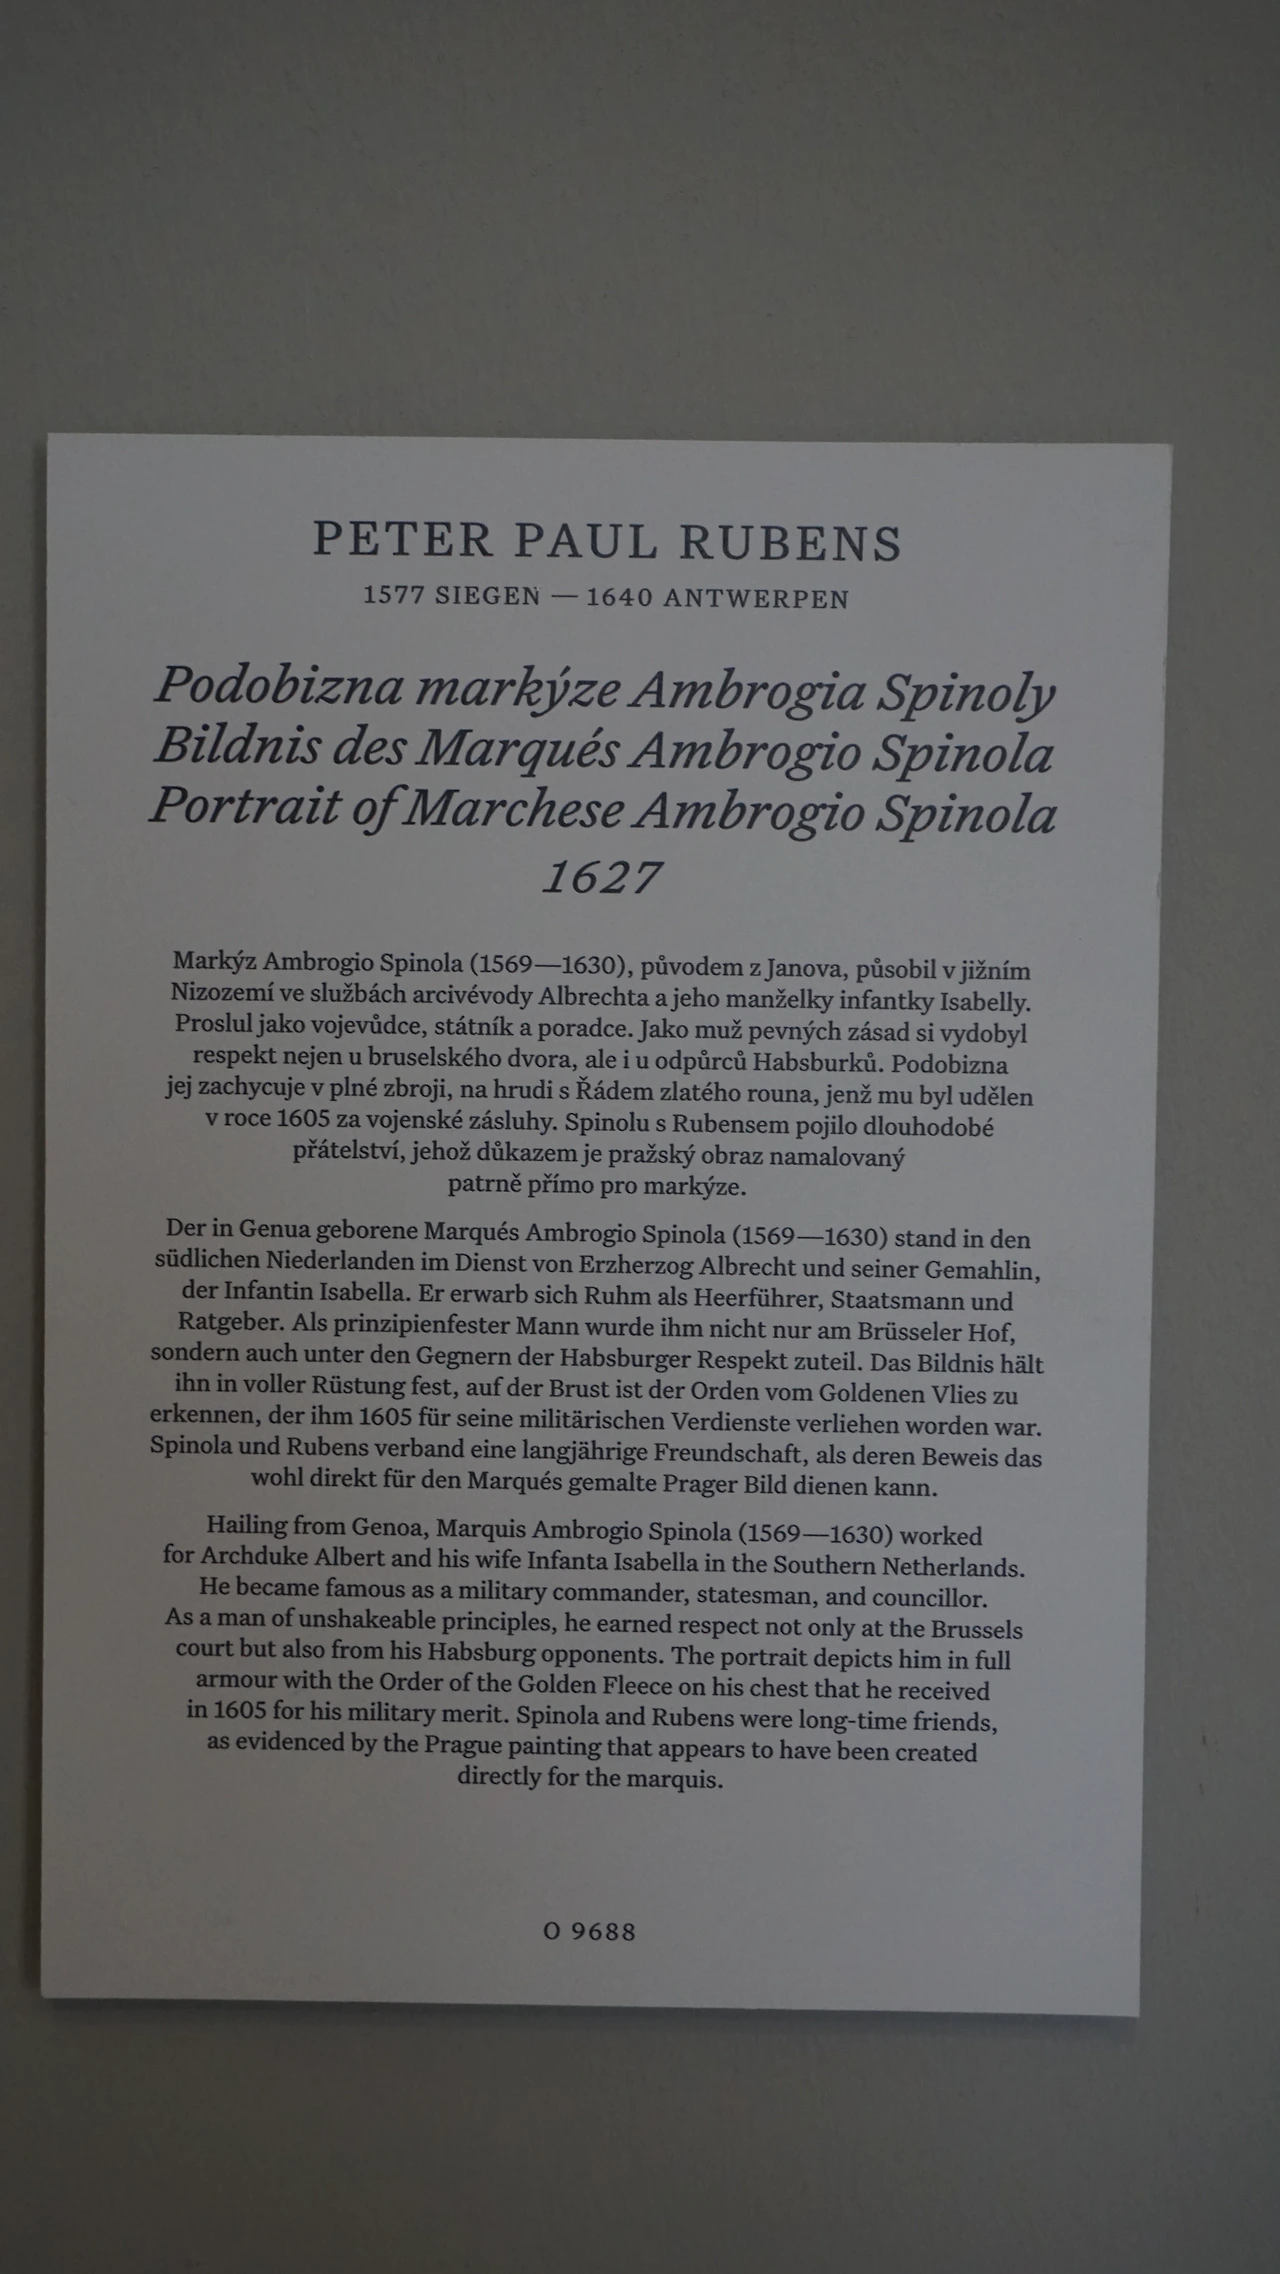 PETER PAUL RUBENS
1577 SIEGEN — 1640 ANTWERPEN
Podobizna markýze Ambrogia Spinoly
Bildnis des Marqués Ambrogio Spinola
Portrait of Marchese Ambrogio Spinola
1627
Markýz Ambrogio Spinola (1569—1630), původem z Janova, působil v jižním
Nizozemí ve službách arcivévody Albrechta a jeho manželky infantky Isabelly.
Proslul jako vojevůdce, státník a poradce. Jako muž pevných zásad si vydobyl
respekt nejen u bruselského dvora, ale i u odpůrců Habsburků. Podobizna
jej zachycuje v plné zbroji, na hrudi s Řádem zlatého rouna, jenž mu byl udělen
v roce 1605 za vojenské zásluhy. Spinolu s Rubensem pojilo dlouhodobé
přátelství, jehož důkazem je pražský obraz namalovaný
patrně přímo pro markýze.
Der in Genua geborene Marqués Ambrogio Spinola (1569—1630) stand in den
südlichen Niederlanden im Dienst von Erzherzog Albrecht und seiner Gemahlin,
der Infantin Isabella. Er erwarb sich Ruhm als Heerführer, Staatsmann und
Ratgeber. Als prinzipienfester Mann wurde ihm nicht nur am Brüsseler Hof,
sondern auch unter den Gegnern der Habsburger Respekt zuteil. Das Bildnis hält
ihn in voller Rüstung fest, auf der Brust ist der Orden vom Goldenen Vlies zu
erkennen, der ihm 1605 für seine militärischen Verdienste verliehen worden war.
Spinola und Rubens verband eine langjährige Freundschaft, als deren Beweis das
wohl direkt für den Marqués gemalte Prager Bild dienen kann.
Hailing from Genoa, Marquis Ambrogio Spinola (1569—1630) worked
for Archduke Albert and his wife Infanta Isabella in the Southern Netherlands.
He became famous as a military commander, statesman, and councillor.
As a man of unshakeable principles, he earned respect not only at the Brussels
court but also from his Habsburg opponents. The portrait depicts him in full
armour with the Order of the Golden Fleece on his chest that he received
in 1605 for his military merit. Spinola and Rubens were long-time friends,
as evidenced by the Prague painting that appears to have been created
directly for the marquis.
O 9688